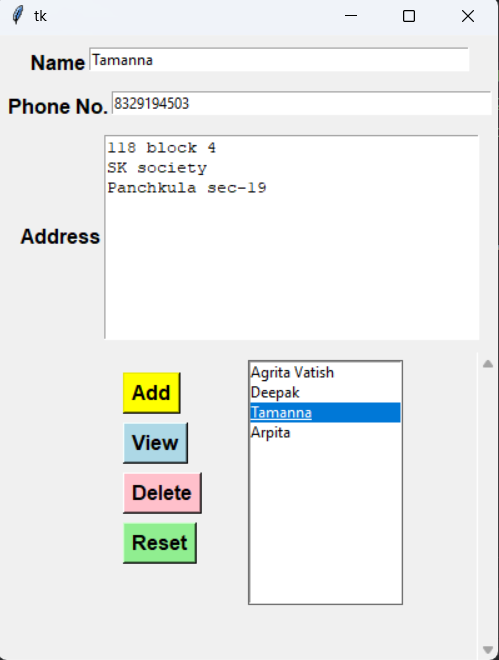 tk
Name Tamanna
Phone No. 8329194503
118 block 4
SK society
Panchkula sec-19
Address
Add
View
Delete
Reset
Agrita Vatish
Deepak
Tamanna
Arpita